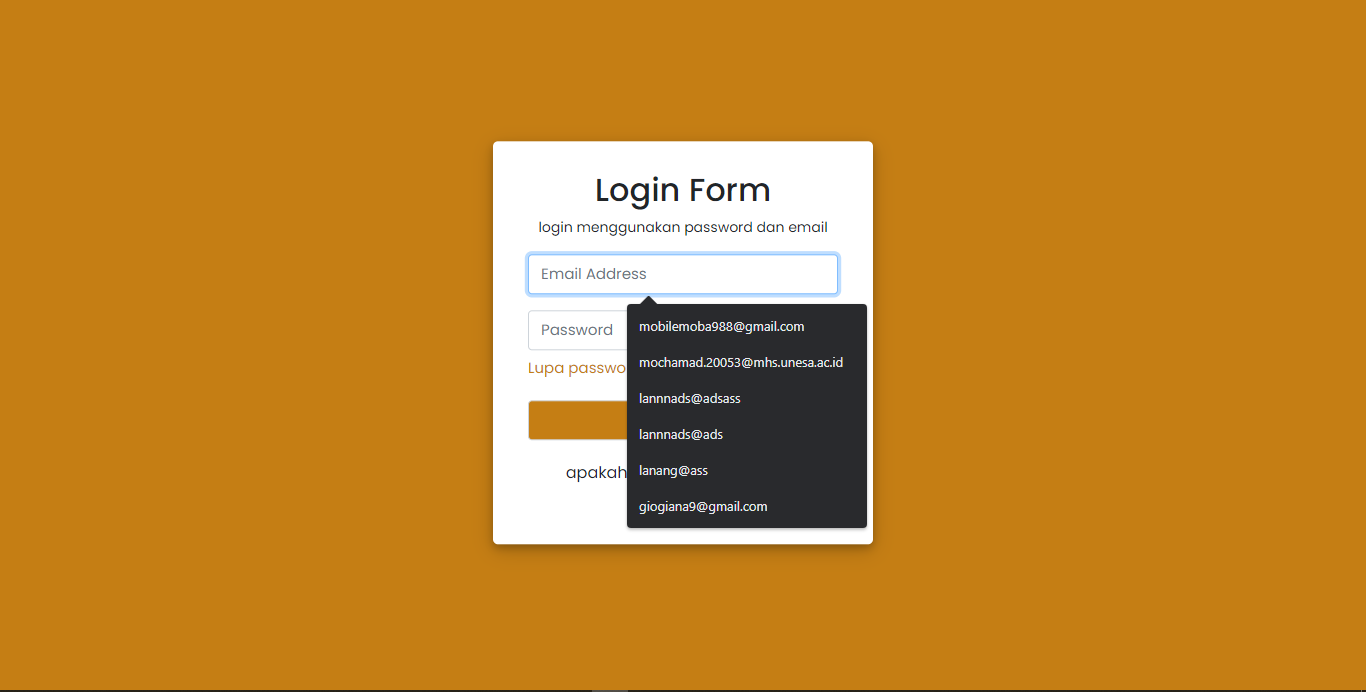 Login Form
login menggunakan password dan email
Email Address
Password
Lupa
apakah
mobilemoba988@gmail.com
mochamad.20053@mhs.unesa.ac.id
lannnads@adsass
lannnads@ads
lanang@ass
giogiana9@gmail.com